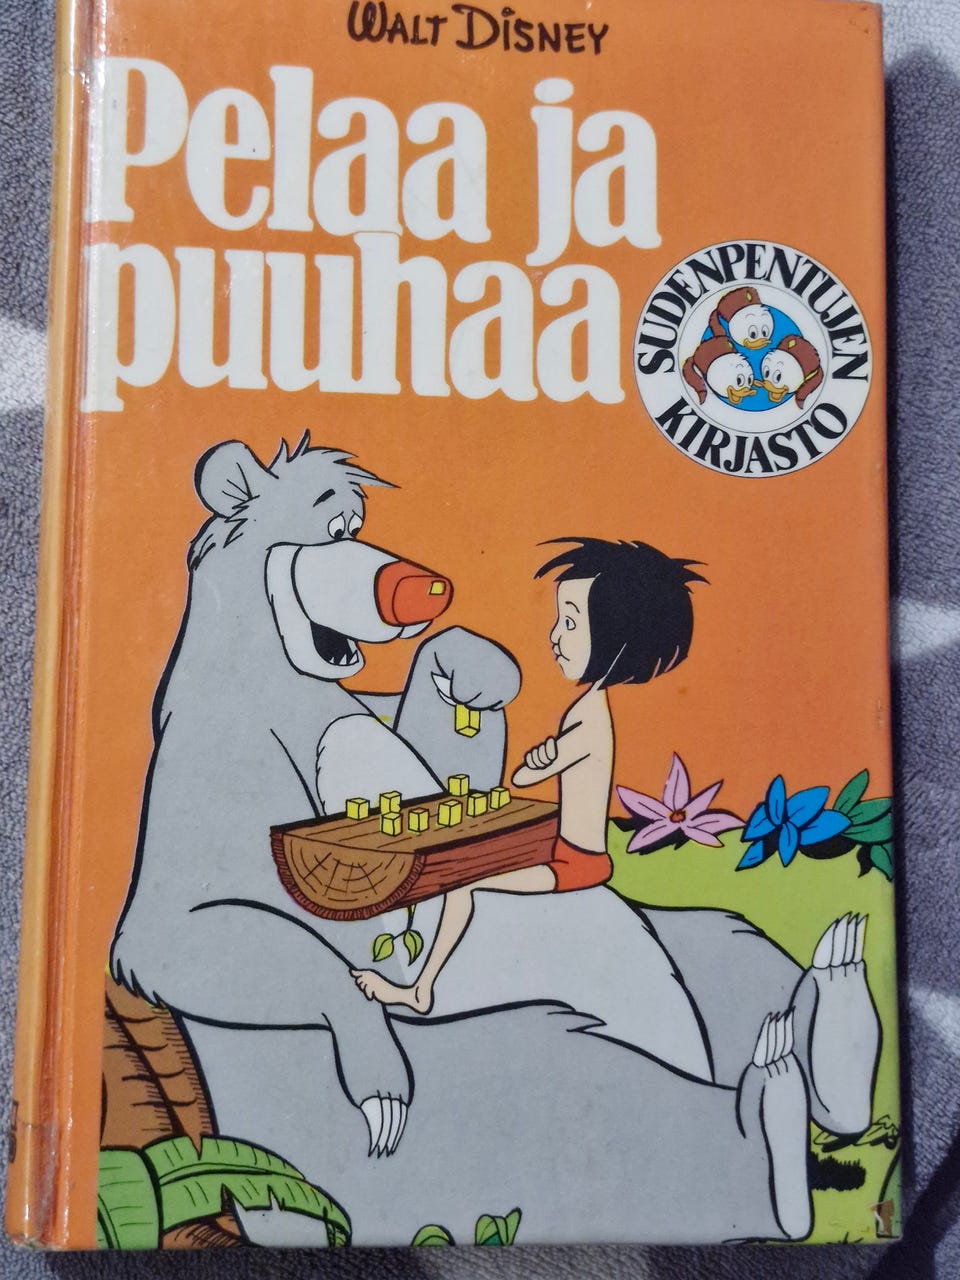 WALT DISNEY
Pelaa ja
puuhaa
SUDENPENTUJEN
KIRJASTO